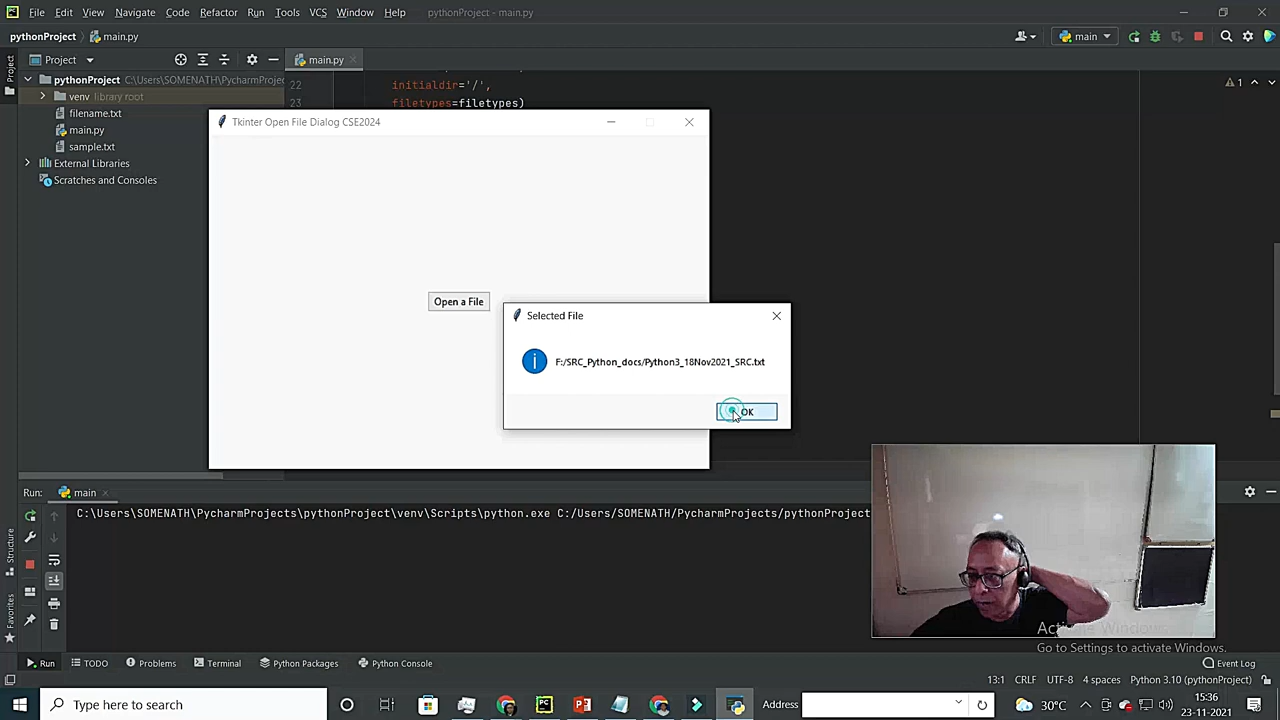 File Edit View Navigate Code Refactor Run Tools VCS Window Help pythonProject - main.py
pythonProject main.py main
Project main.py
pythonProject C:\Users\SOMENATH\PycharmProjec
venv library root
filename.txt
main.py
sample.txt
External Libraries
Scratches and Consoles
22 initialdir='/',
23 filetypes=filetypes)
1
Tkinter Open File Dialog CSE2024
Open a File
Selected File
F:/SRC_Python_docs/Python3_18Nov2021_SRC.txt
OK
Run: main
C:\Users\SOMENATH\PycharmProjects\pythonProject\venv\Scripts\python.exe C:/Users/SOMENATH/PycharmProjects/pythonProject
Structure
Favorites
Activate Windows
Go to Settings to activate Windows.
Run TODO Problems Terminal Python Packages Python Console Event Log
13:1 CRLF UTF-8 4 spaces Python 3.10 (pythonProject)
Type here to search Address 30°C 15:36
23-11-2021